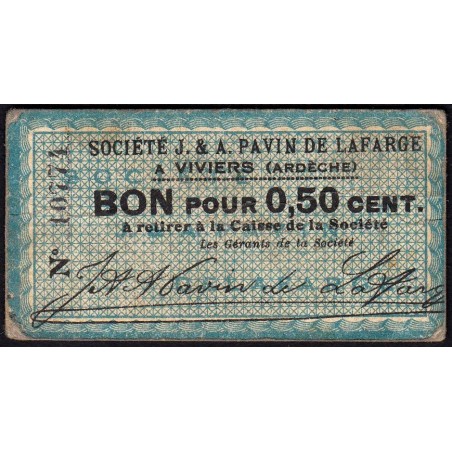 SOCIÉTÉ J. & A. PAVIN DE LAFARGE
A VIVIERS (ARDÈCHE)
BON POUR 0,50 CENT.
à retirer à la Caisse de la Société
Les Gérants de la Société
J & A Pavin de Lafarge
N° 10774